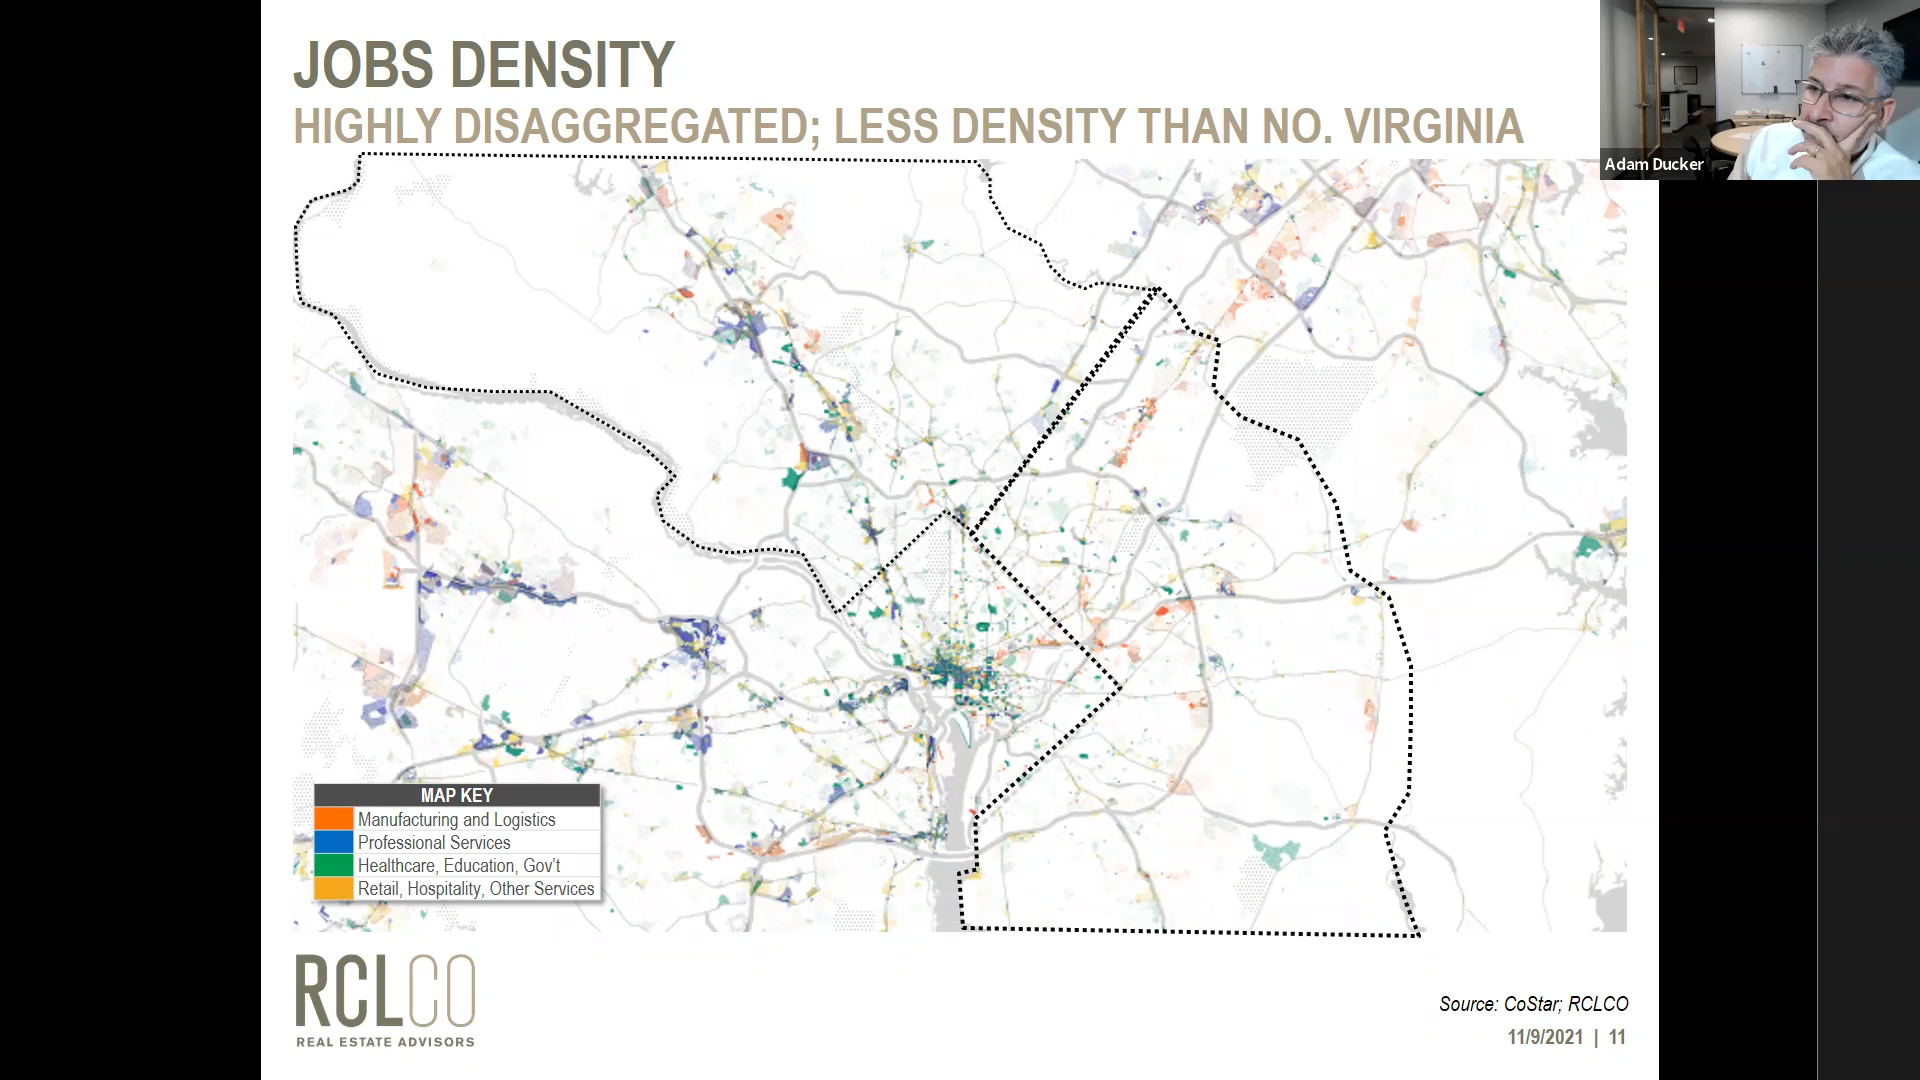 JOBS DENSITY
HIGHLY DISAGGREGATED; LESS DENSITY THAN NO. VIRGINIA
Adam Ducker
MAP KEY
Manufacturing and Logistics
Professional Services
Healthcare, Education, Gov't
Retail, Hospitality, Other Services
RCLCO
REAL ESTATE ADVISORS
Source: CoStar; RCLCO
11/9/2021 | 11